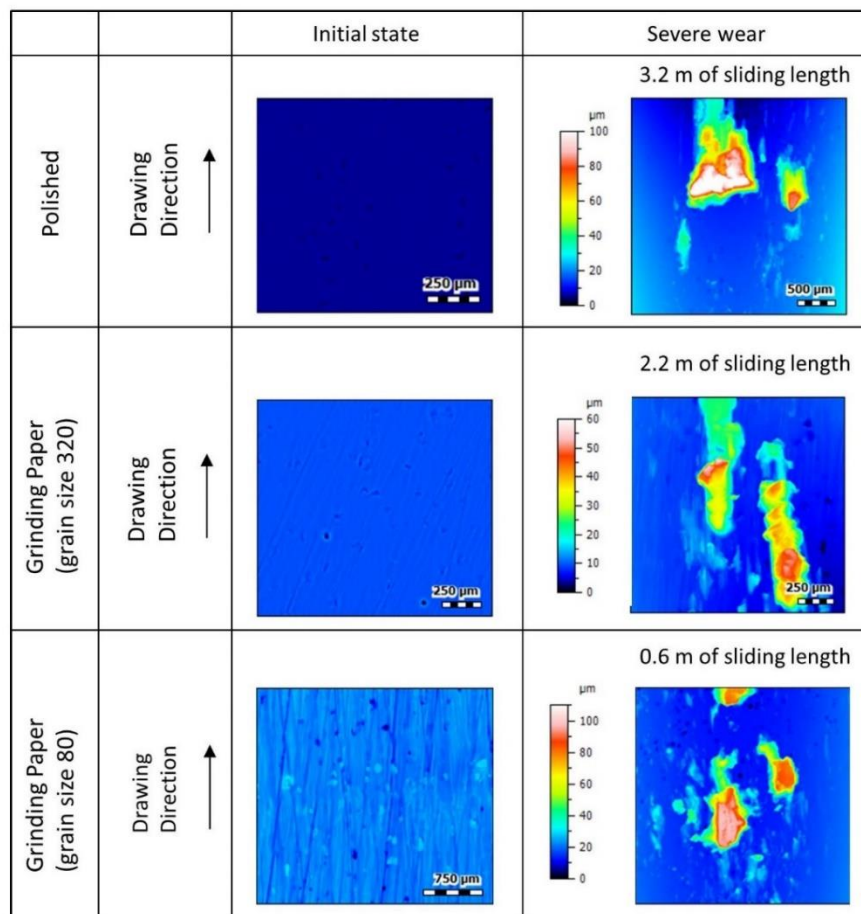 Initial state
Severe wear
Polished
Drawing
Direction
250 µm
3.2 m of sliding length
µm
100
80
60
40
20
0
500 µm
Grinding Paper
(grain size 320)
Drawing
Direction
250 µm
2.2 m of sliding length
µm
60
50
40
30
20
10
0
250 µm
Grinding Paper
(grain size 80)
Drawing
Direction
750 µm
0.6 m of sliding length
µm
100
80
60
40
20
0